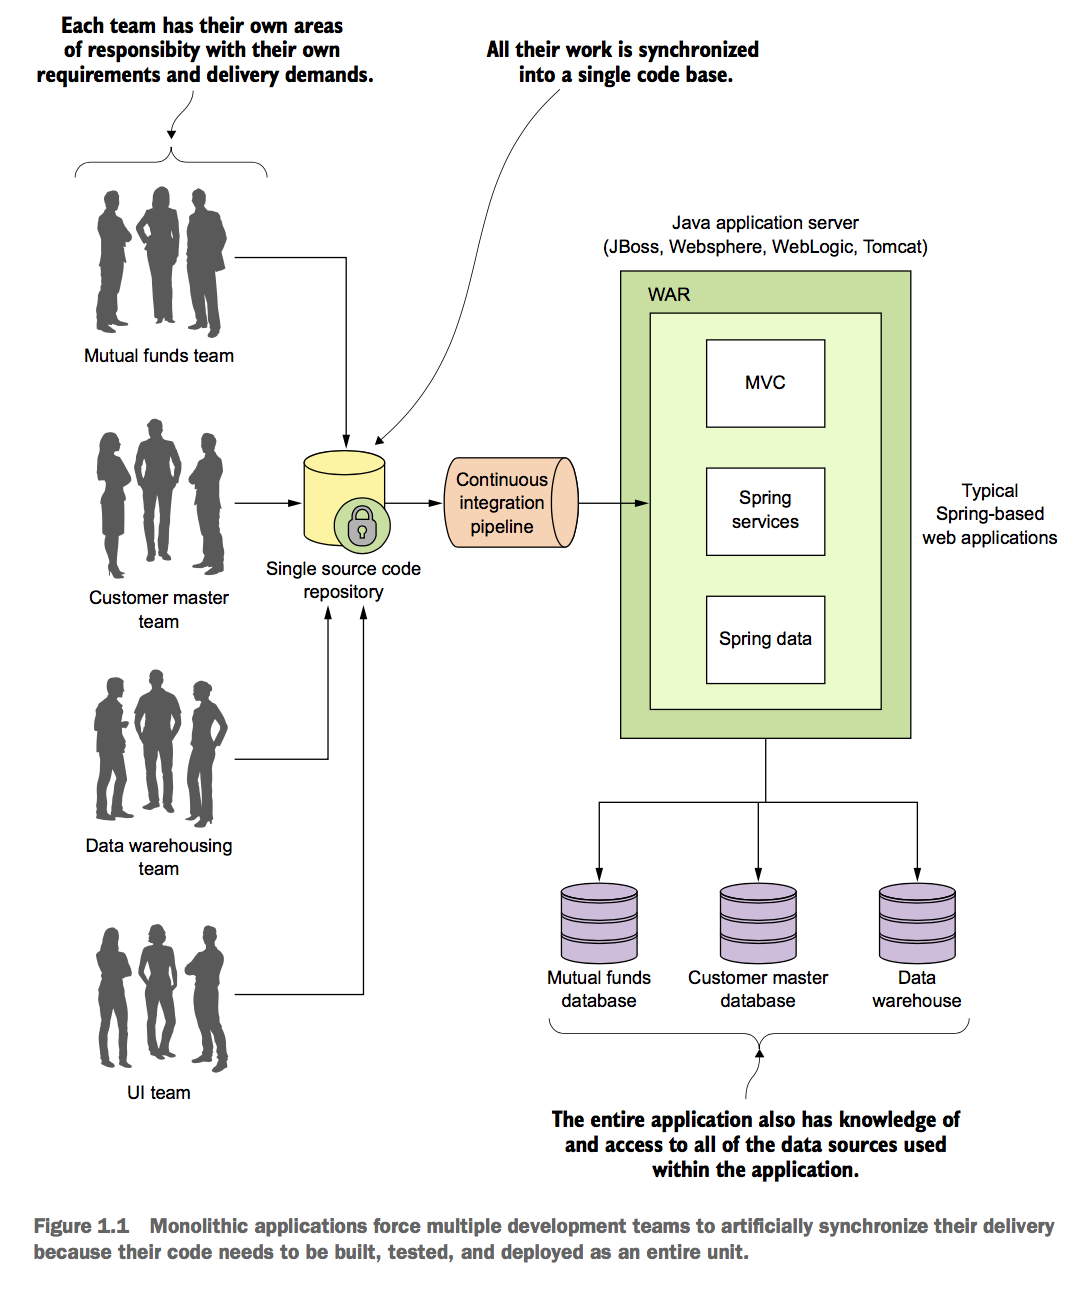 Each team has their own areas
of responsibity with their own
requirements and delivery demands.
All their work is synchronized
into a single code base.
Java application server
(JBoss, Websphere, WebLogic, Tomcat)
WAR
MVC
Mutual funds team
Continuous
integration
pipeline
Spring
services
Typical
Spring-based
web applications
Single source code
repository
Customer master
team
Spring data
Data warehousing
team
Mutual funds
database
Customer master
database
Data
warehouse
UI team
The entire application also has knowledge of
and access to all of the data sources used
within the application.
Figure 1.1 Monolithic applications force multiple development teams to artificially synchronize their delivery
because their code needs to be built, tested, and deployed as an entire unit.